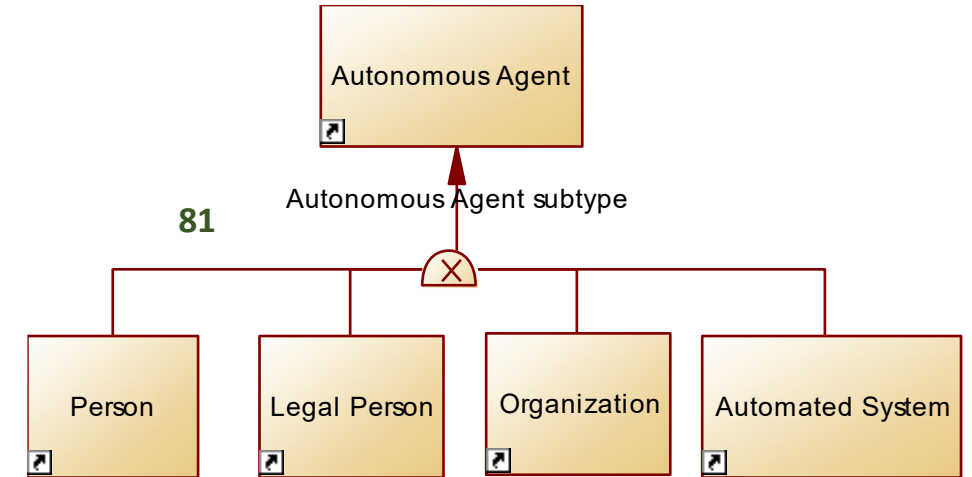 Autonomous Agent
Autonomous Agent subtype
81
X
Person
Legal Person
Organization
Automated System